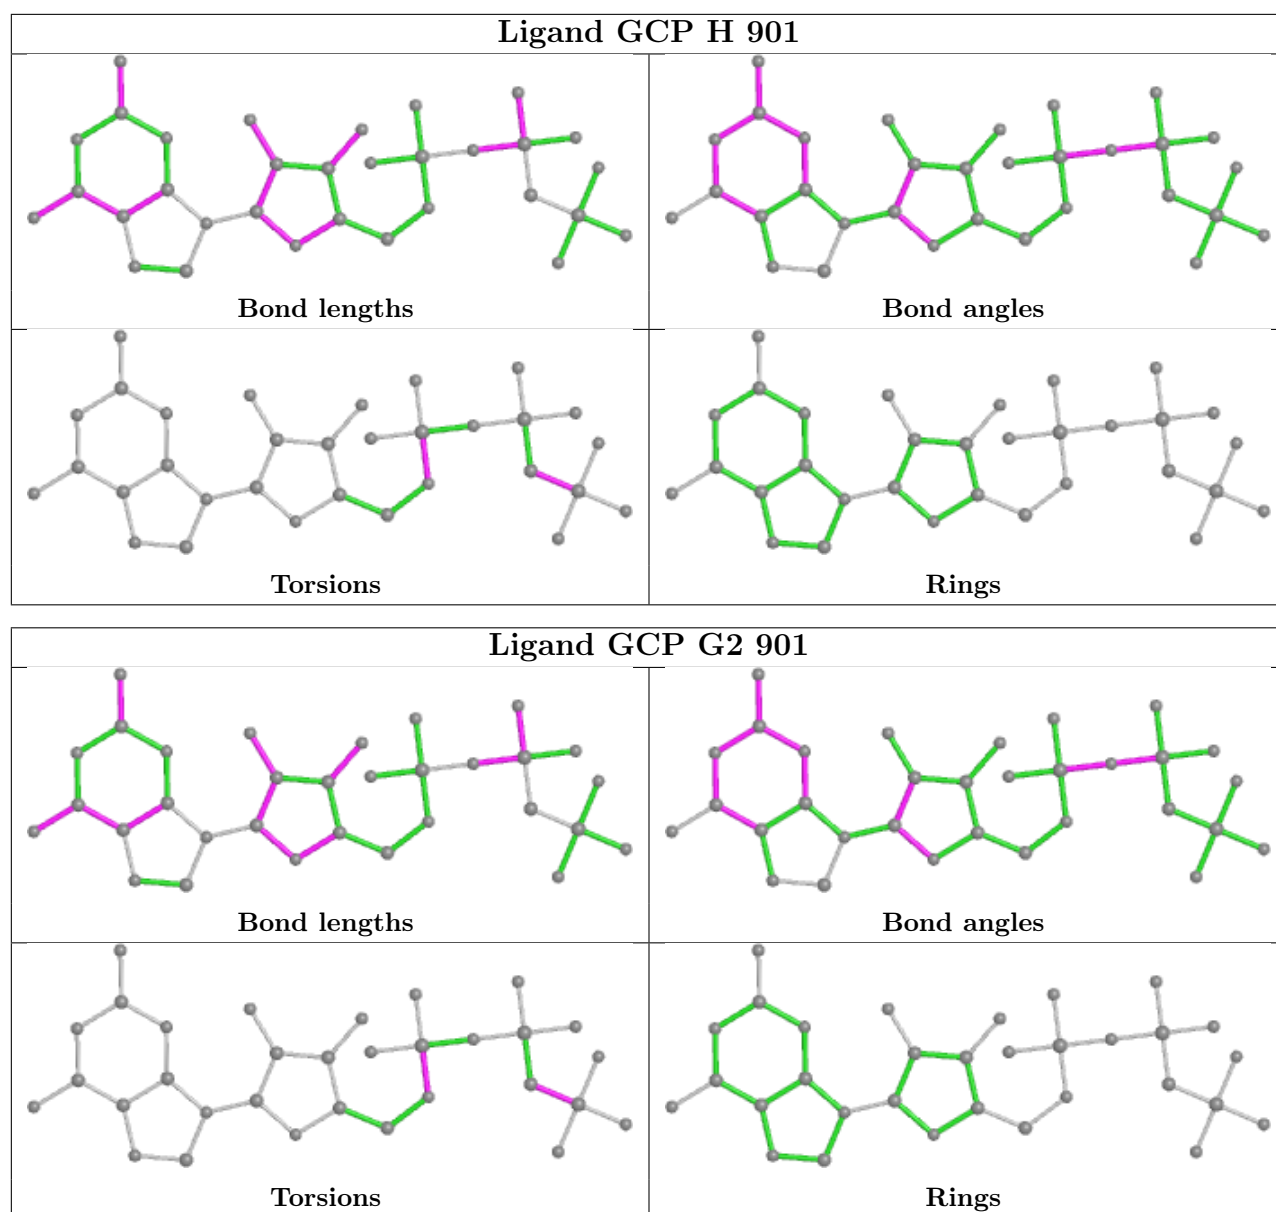 Ligand GCP H 901
Bond lengths
Bond angles
Torsions
Rings
Ligand GCP G2 901
Bond lengths
Bond angles
Torsions
Rings